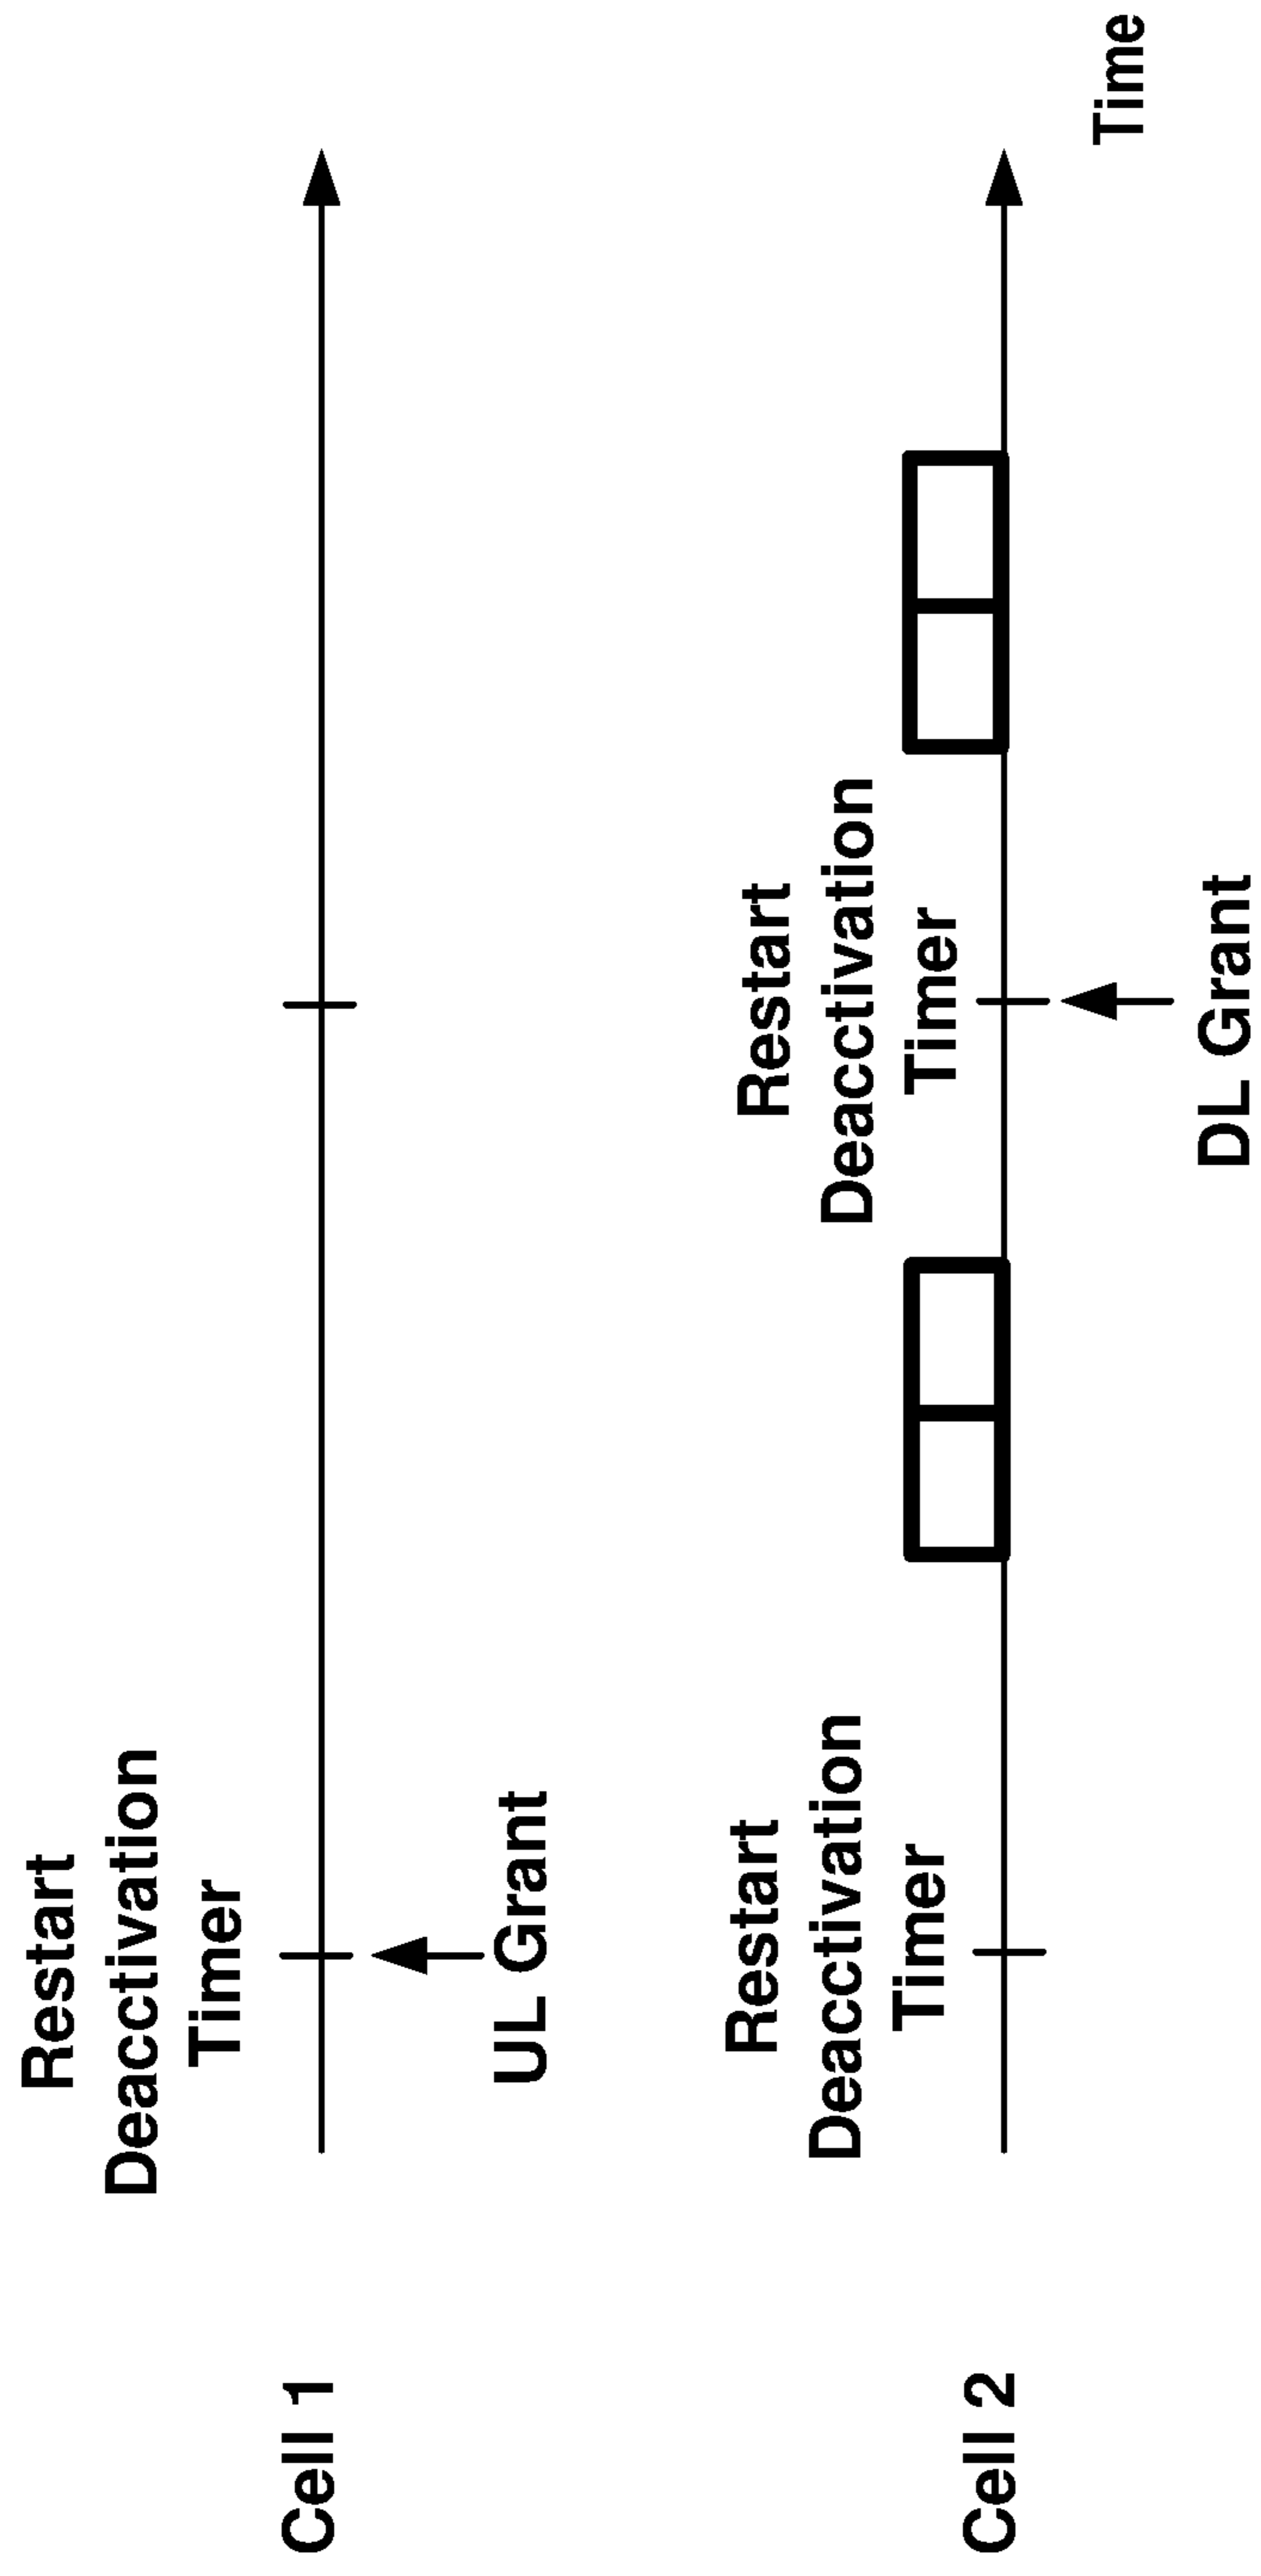 Restart
Deacctivation
Timer
Cell 1
UL Grant
Restart
Deacctivation
Timer
Restart
Deacctivation
Timer
Cell 2
DL Grant
Time